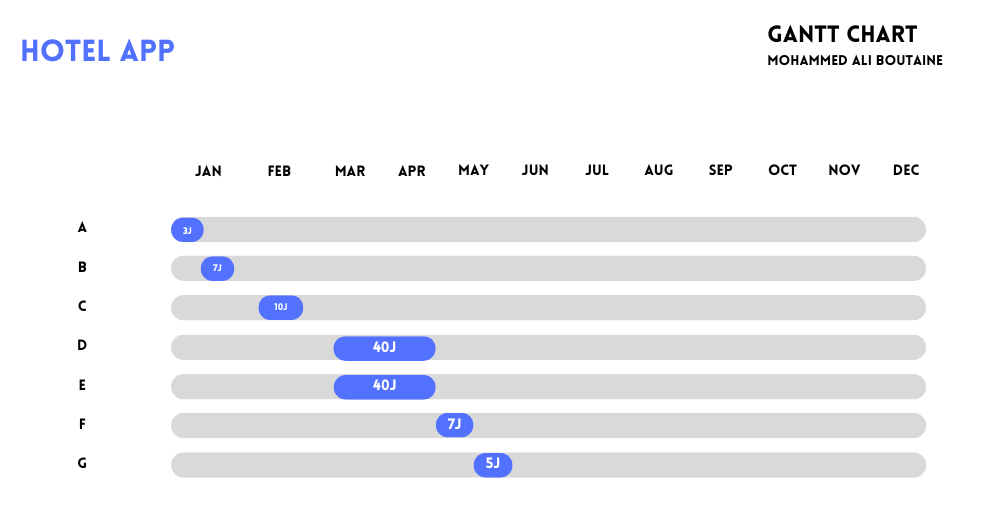 HOTEL APP
GANTT CHART
MOHAMMED ALI BOUTAINE
JAN FEB MAR APR MAY JUN JUL AUG SEP OCT NOV DEC
A 3J
B 7J
C 10J
D 40J
E 40J
F 7J
G 5J